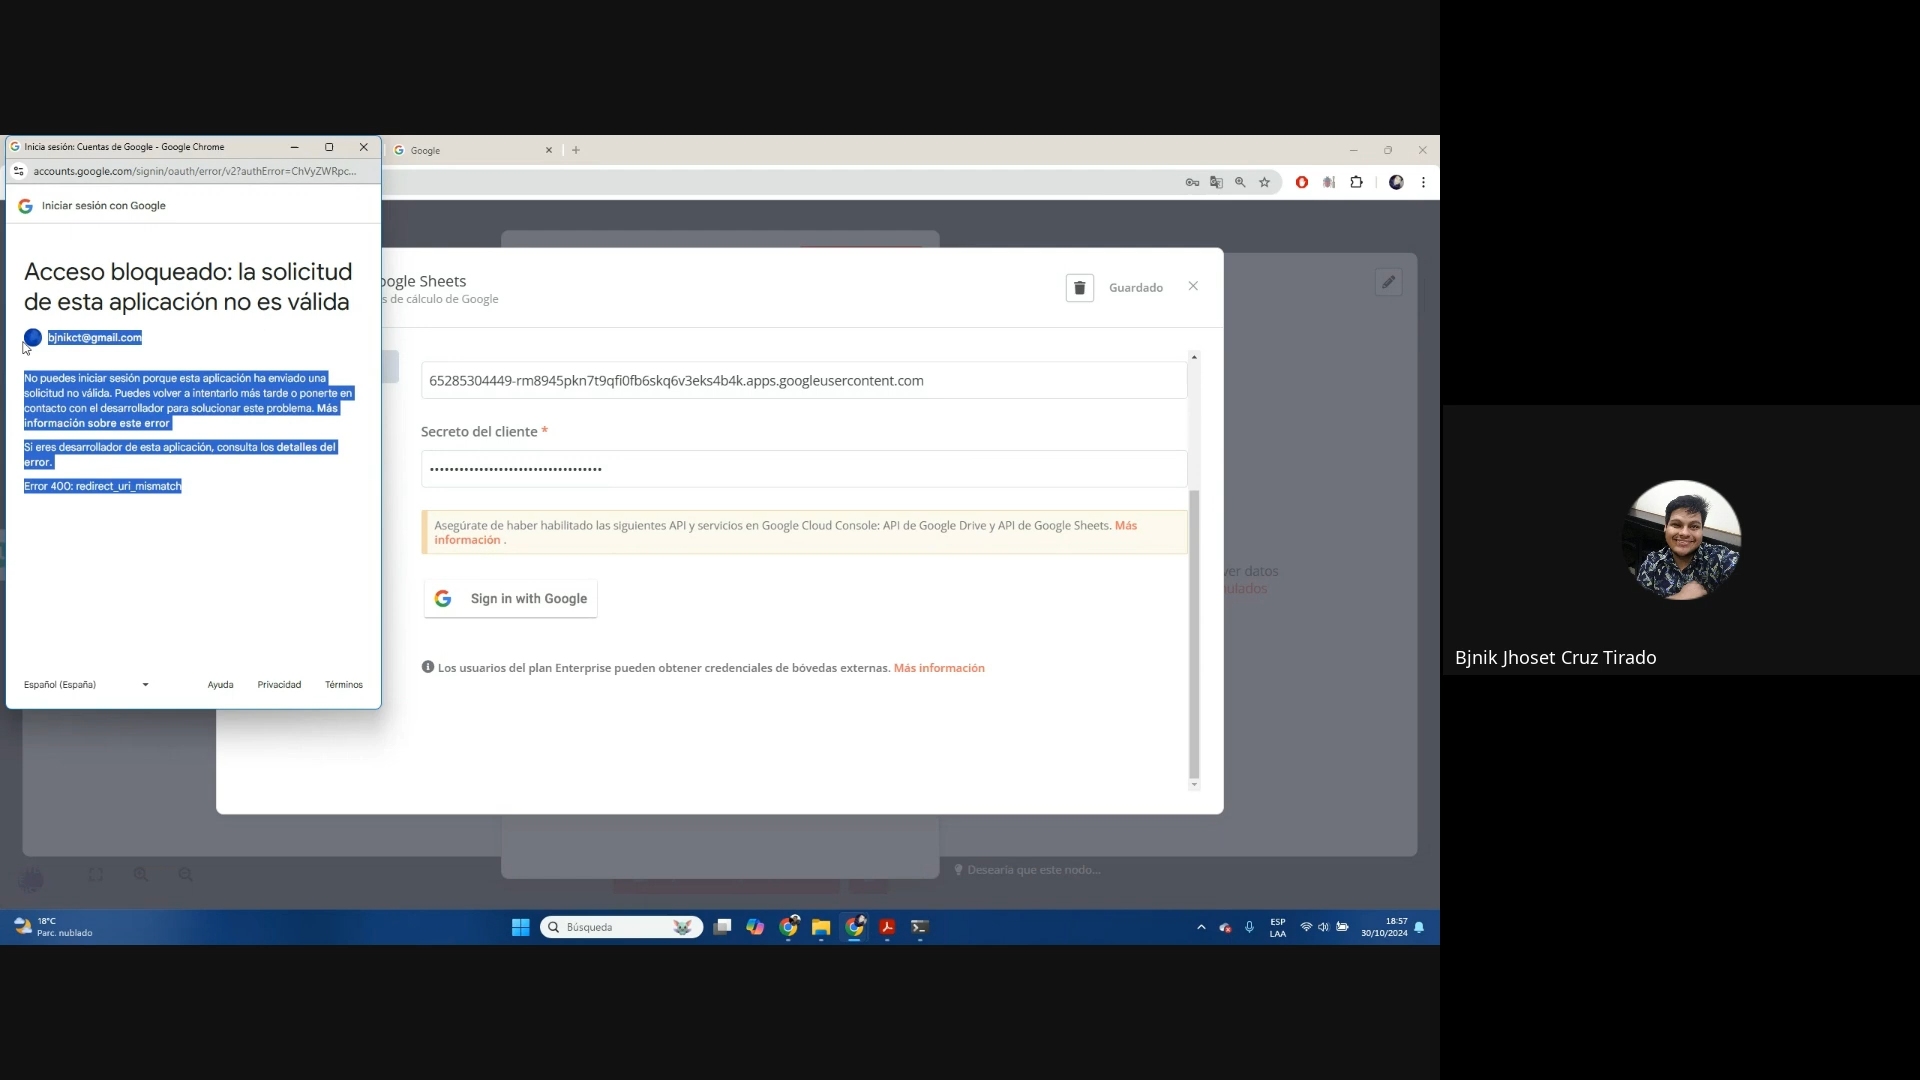 Inicia sesión: Cuentas de Google - Google Chrome
Google
accounts.google.com/signin/oauth/error/v2?authError=ChVyZWRpc...
Iniciar sesión con Google
Acceso bloqueado: la solicitud
de esta aplicación no es válida
bjnikct@gmail.com
No puedes iniciar sesión porque esta aplicación ha enviado una
solicitud no válida. Puedes volver a intentarlo más tarde o ponerte en
contacto con el desarrollador para solucionar este problema. Más
información sobre este error
Si eres desarrollador de esta aplicación, consulta los detalles del
error.
Error 400: redirect_uri_mismatch
Español (España)
Ayuda
Privacidad
Términos
oogle Sheets
s de cálculo de Google
Guardado
65285304449-rm8945pkn7t9qfi0fb6skq6v3eks4b4k.apps.googleusercontent.com
Secreto del cliente *
Asegúrate de haber habilitado las siguientes API y servicios en Google Cloud Console: API de Google Drive y API de Google Sheets. Más
información .
Sign in with Google
Los usuarios del plan Enterprise pueden obtener credenciales de bóvedas externas. Más información
ver datos
ulados
Desearía que este nodo...
18°C
Parc. nublado
Búsqueda
ESP
LAA
18:57
30/10/2024
Bjnik Jhoset Cruz Tirado